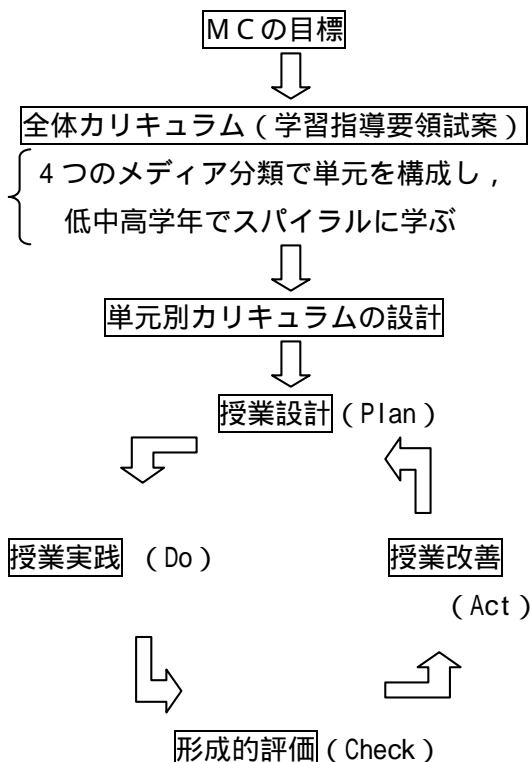 ＭＣの目標
全体カリキュラム（学習指導要領試案）
４つのメディア分類で単元を構成し，
低中高学年でスパイラルに学ぶ
単元別カリキュラムの設計
授業設計（Plan）
授業実践（Do）
授業改善
（Act）
形成的評価（Check）